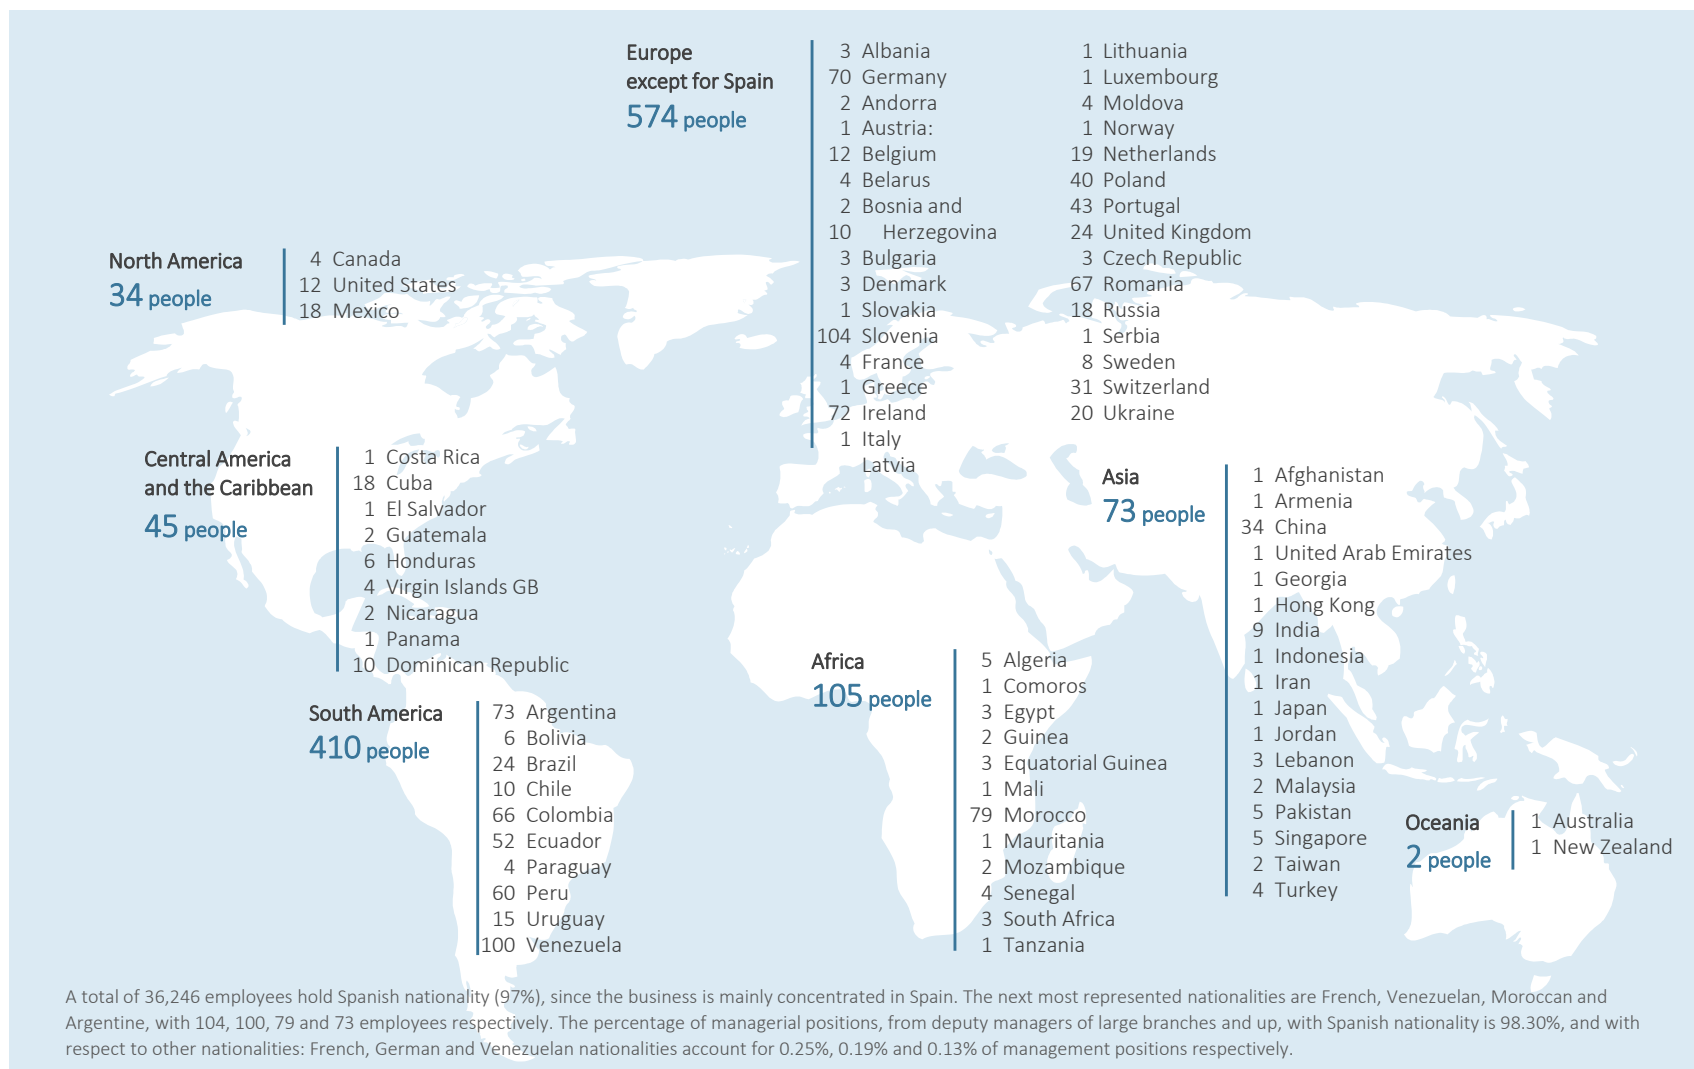 Europe
except for Spain
574 people
3 Albania
70 Germany
2 Andorra
1 Austria:
12 Belgium
4 Belarus
2 Bosnia and
10 Herzegovina
3 Bulgaria
3 Denmark
1 Slovakia
104 Slovenia
4 France
1 Greece
72 Ireland
1 Italy
Latvia
1 Lithuania
1 Luxembourg
4 Moldova
1 Norway
19 Netherlands
40 Poland
43 Portugal
24 United Kingdom
3 Czech Republic
67 Romania
18 Russia
1 Serbia
8 Sweden
31 Switzerland
20 Ukraine
North America
34 people
4 Canada
12 United States
18 Mexico
Central America
and the Caribbean
45 people
1 Costa Rica
18 Cuba
1 El Salvador
2 Guatemala
6 Honduras
4 Virgin Islands GB
2 Nicaragua
1 Panama
10 Dominican Republic
Asia
73 people
1 Afghanistan
1 Armenia
34 China
1 United Arab Emirates
1 Georgia
1 Hong Kong
9 India
1 Indonesia
1 Iran
1 Japan
1 Jordan
3 Lebanon
2 Malaysia
5 Pakistan
5 Singapore
2 Taiwan
4 Turkey
Africa
105 people
5 Algeria
1 Comoros
3 Egypt
2 Guinea
3 Equatorial Guinea
1 Mali
79 Morocco
1 Mauritania
2 Mozambique
4 Senegal
3 South Africa
1 Tanzania
South America
410 people
73 Argentina
6 Bolivia
24 Brazil
10 Chile
66 Colombia
52 Ecuador
4 Paraguay
60 Peru
15 Uruguay
100 Venezuela
Oceania
2 people
1 Australia
1 New Zealand
A total of 36,246 employees hold Spanish nationality (97%), since the business is mainly concentrated in Spain. The next most represented nationalities are French, Venezuelan, Moroccan and
Argentine, with 104, 100, 79 and 73 employees respectively. The percentage of managerial positions, from deputy managers of large branches and up, with Spanish nationality is 98.30%, and with
respect to other nationalities: French, German and Venezuelan nationalities account for 0.25%, 0.19% and 0.13% of management positions respectively.